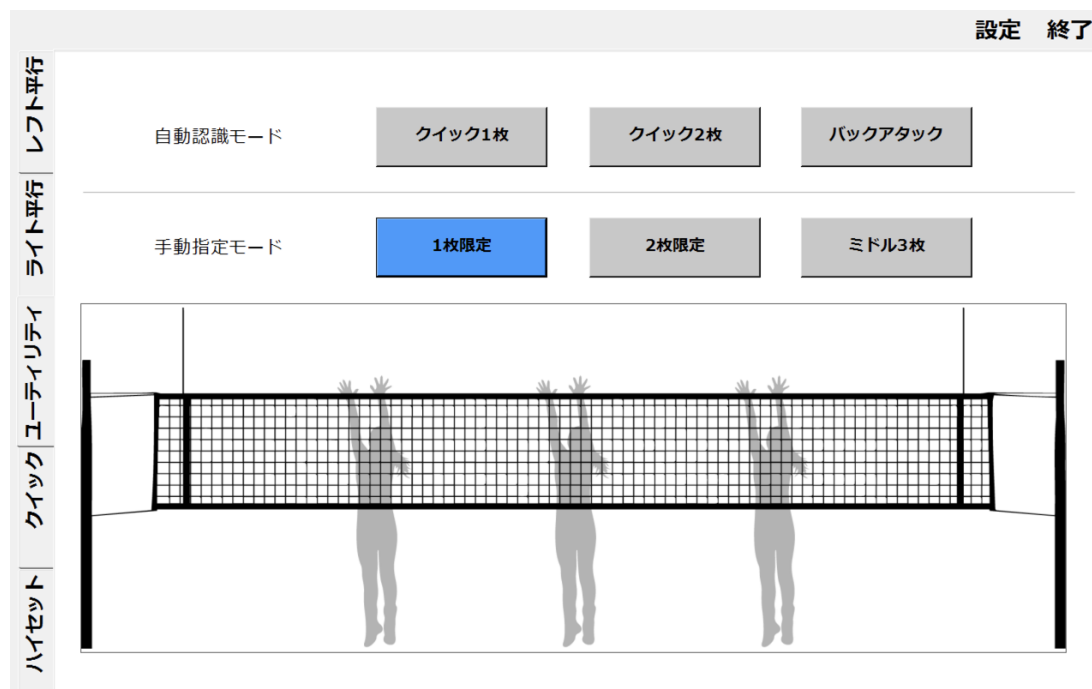 設定 終了
レフト平行
ライト平行
ユーティリティ
クイック
ハイセット
自動認識モード クイック1枚 クイック2枚 バックアタック
手動指定モード 1枚限定 2枚限定 ミドル3枚